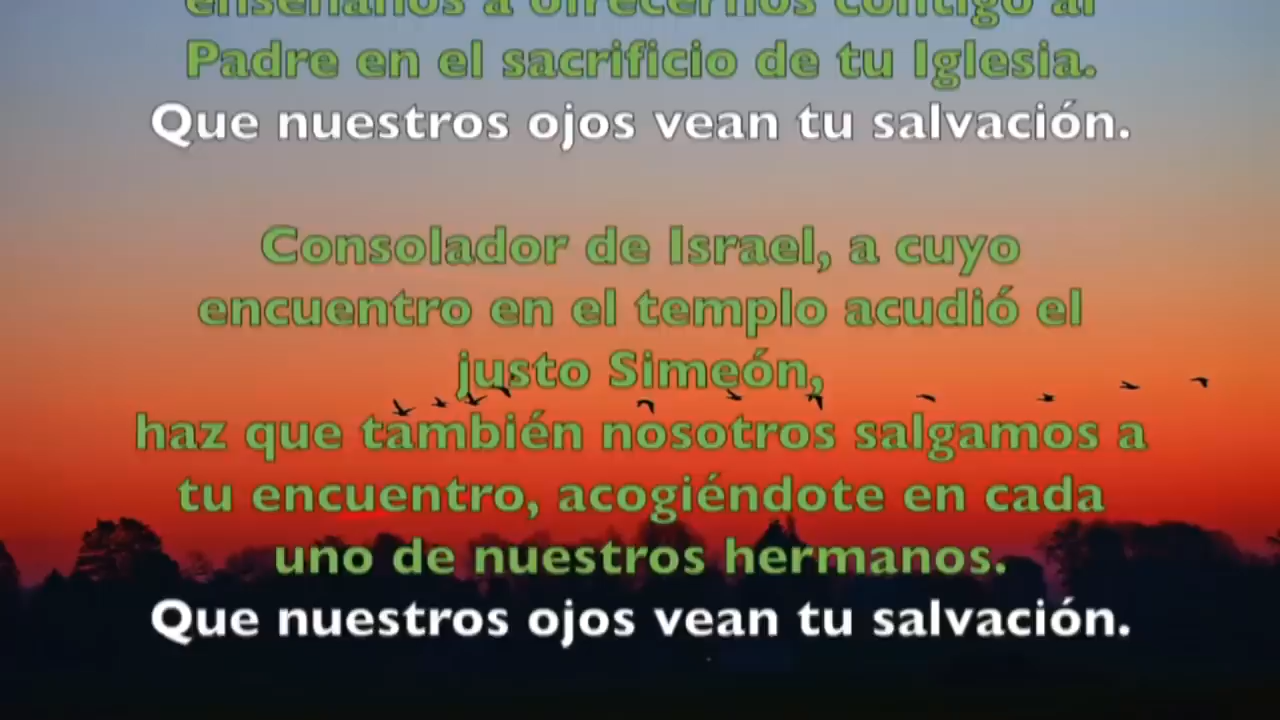 enseñános a ofrecernos contigo al
Padre en el sacrificio de tu Iglesia.
Que nuestros ojos vean tu salvación.
Consolador de Israel, a cuyo
encuentro en el templo acudió el
justo Simeón,
haz que también nosotros salgamos a
tu encuentro, acogiéndote en cada
uno de nuestros hermanos.
Que nuestros ojos vean tu salvación.